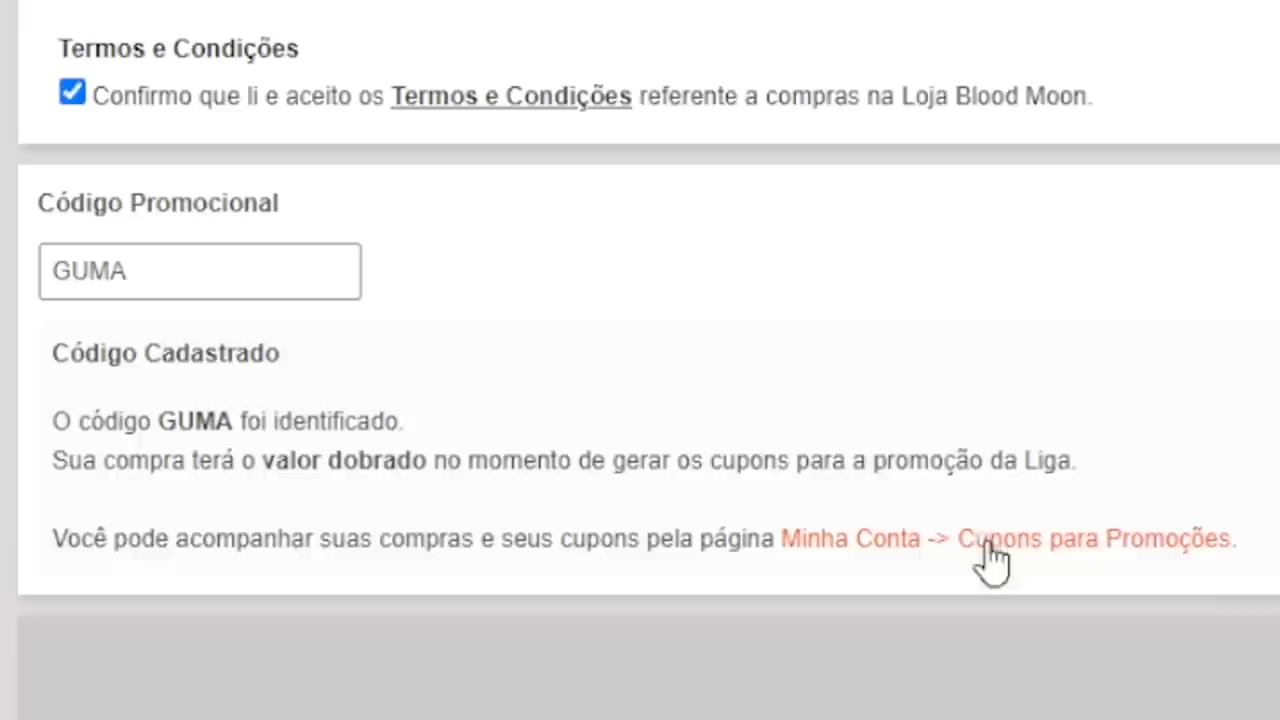 Termos e Condições
Confirmo que li e aceito os Termos e Condições referente a compras na Loja Blood Moon.
Código Promocional
GUMA
Código Cadastrado
O código GUMA foi identificado.
Sua compra terá o valor dobrado no momento de gerar os cupons para a promoção da Liga.
Você pode acompanhar suas compras e seus cupons pela página Minha Conta -> Cupons para Promoções.